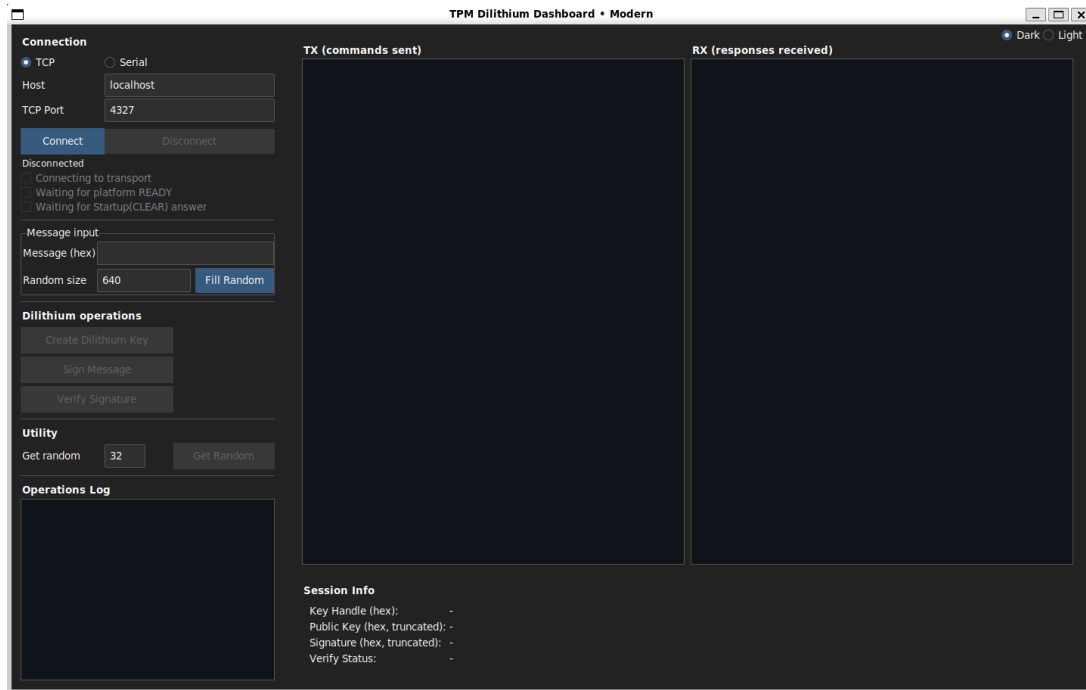 TPM Dilithium Dashboard • Modern
Dark Light
Connection
TCP Serial
Host localhost
TCP Port 4327
Connect Disconnect
Disconnected
Connecting to transport
Waiting for platform READY
Waiting for Startup(CLEAR) answer
Message input
Message (hex)
Random size 640 Fill Random
Dilithium operations
Create Dilithium Key
Sign Message
Verify Signature
Utility
Get random 32 Get Random
Operations Log
TX (commands sent)
RX (responses received)
Session Info
Key Handle (hex): -
Public Key (hex, truncated): -
Signature (hex, truncated): -
Verify Status: -